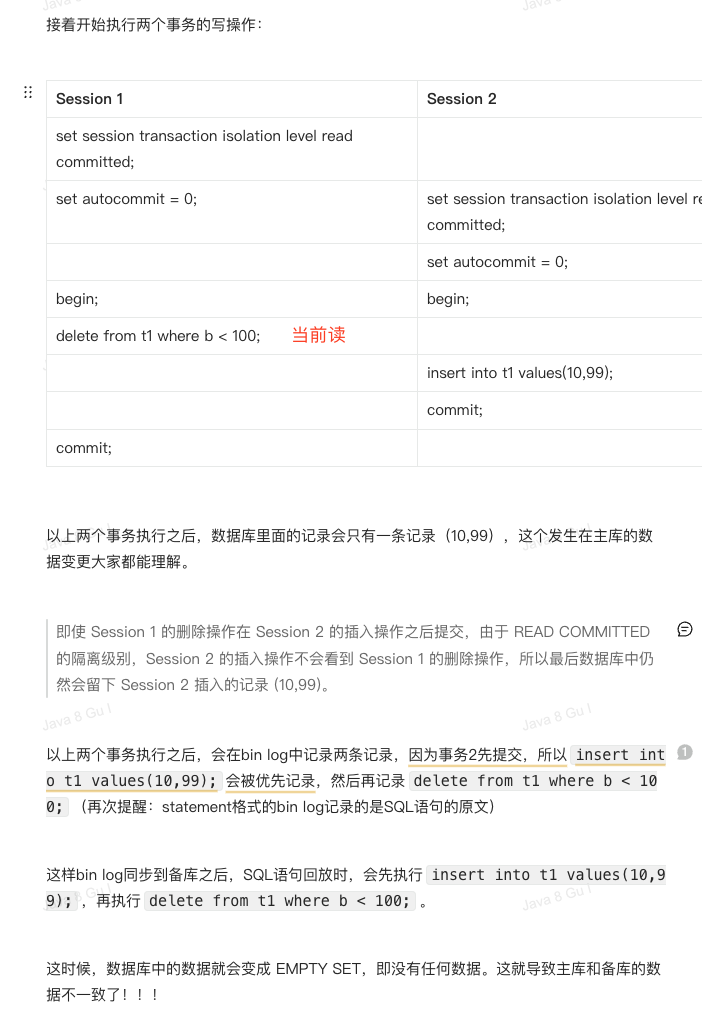 接着开始执行两个事务的写操作：
Session 1
Session 2
set session transaction isolation level read
committed;
set autocommit = 0;
set session transaction isolation level re
committed;
set autocommit = 0;
begin;
begin;
delete from t1 where b < 100;
当前读
insert into t1 values(10,99);
commit;
commit;
以上两个事务执行之后，数据库里面的记录会只有一条记录（10,99），这个发生在主库的数
据变更大家都能理解。
即使 Session 1 的删除操作在 Session 2 的插入操作之后提交，由于 READ COMMITTED
的隔离级别，Session 2 的插入操作不会看到 Session 1 的删除操作，所以最后数据库中仍
然会留下 Session 2 插入的记录 (10,99)。
Java 8 Gu l
Java 8 Gu l
以上两个事务执行之后，会在bin log中记录两条记录，因为事务2先提交，所以 insert int
1
o t1 values(10,99); 会被优先记录，然后再记录 delete from t1 where b < 10
0; （再次提醒：statement格式的bin log记录的是SQL语句的原文）
这样bin log同步到备库之后，SQL语句回放时，会先执行 insert into t1 values(10,9
9); ，再执行 delete from t1 where b < 100; 。
Java 8 Gu l
这时候，数据库中的数据就会变成 EMPTY SET，即没有任何数据。这就导致主库和备库的数
据不一致了！！！